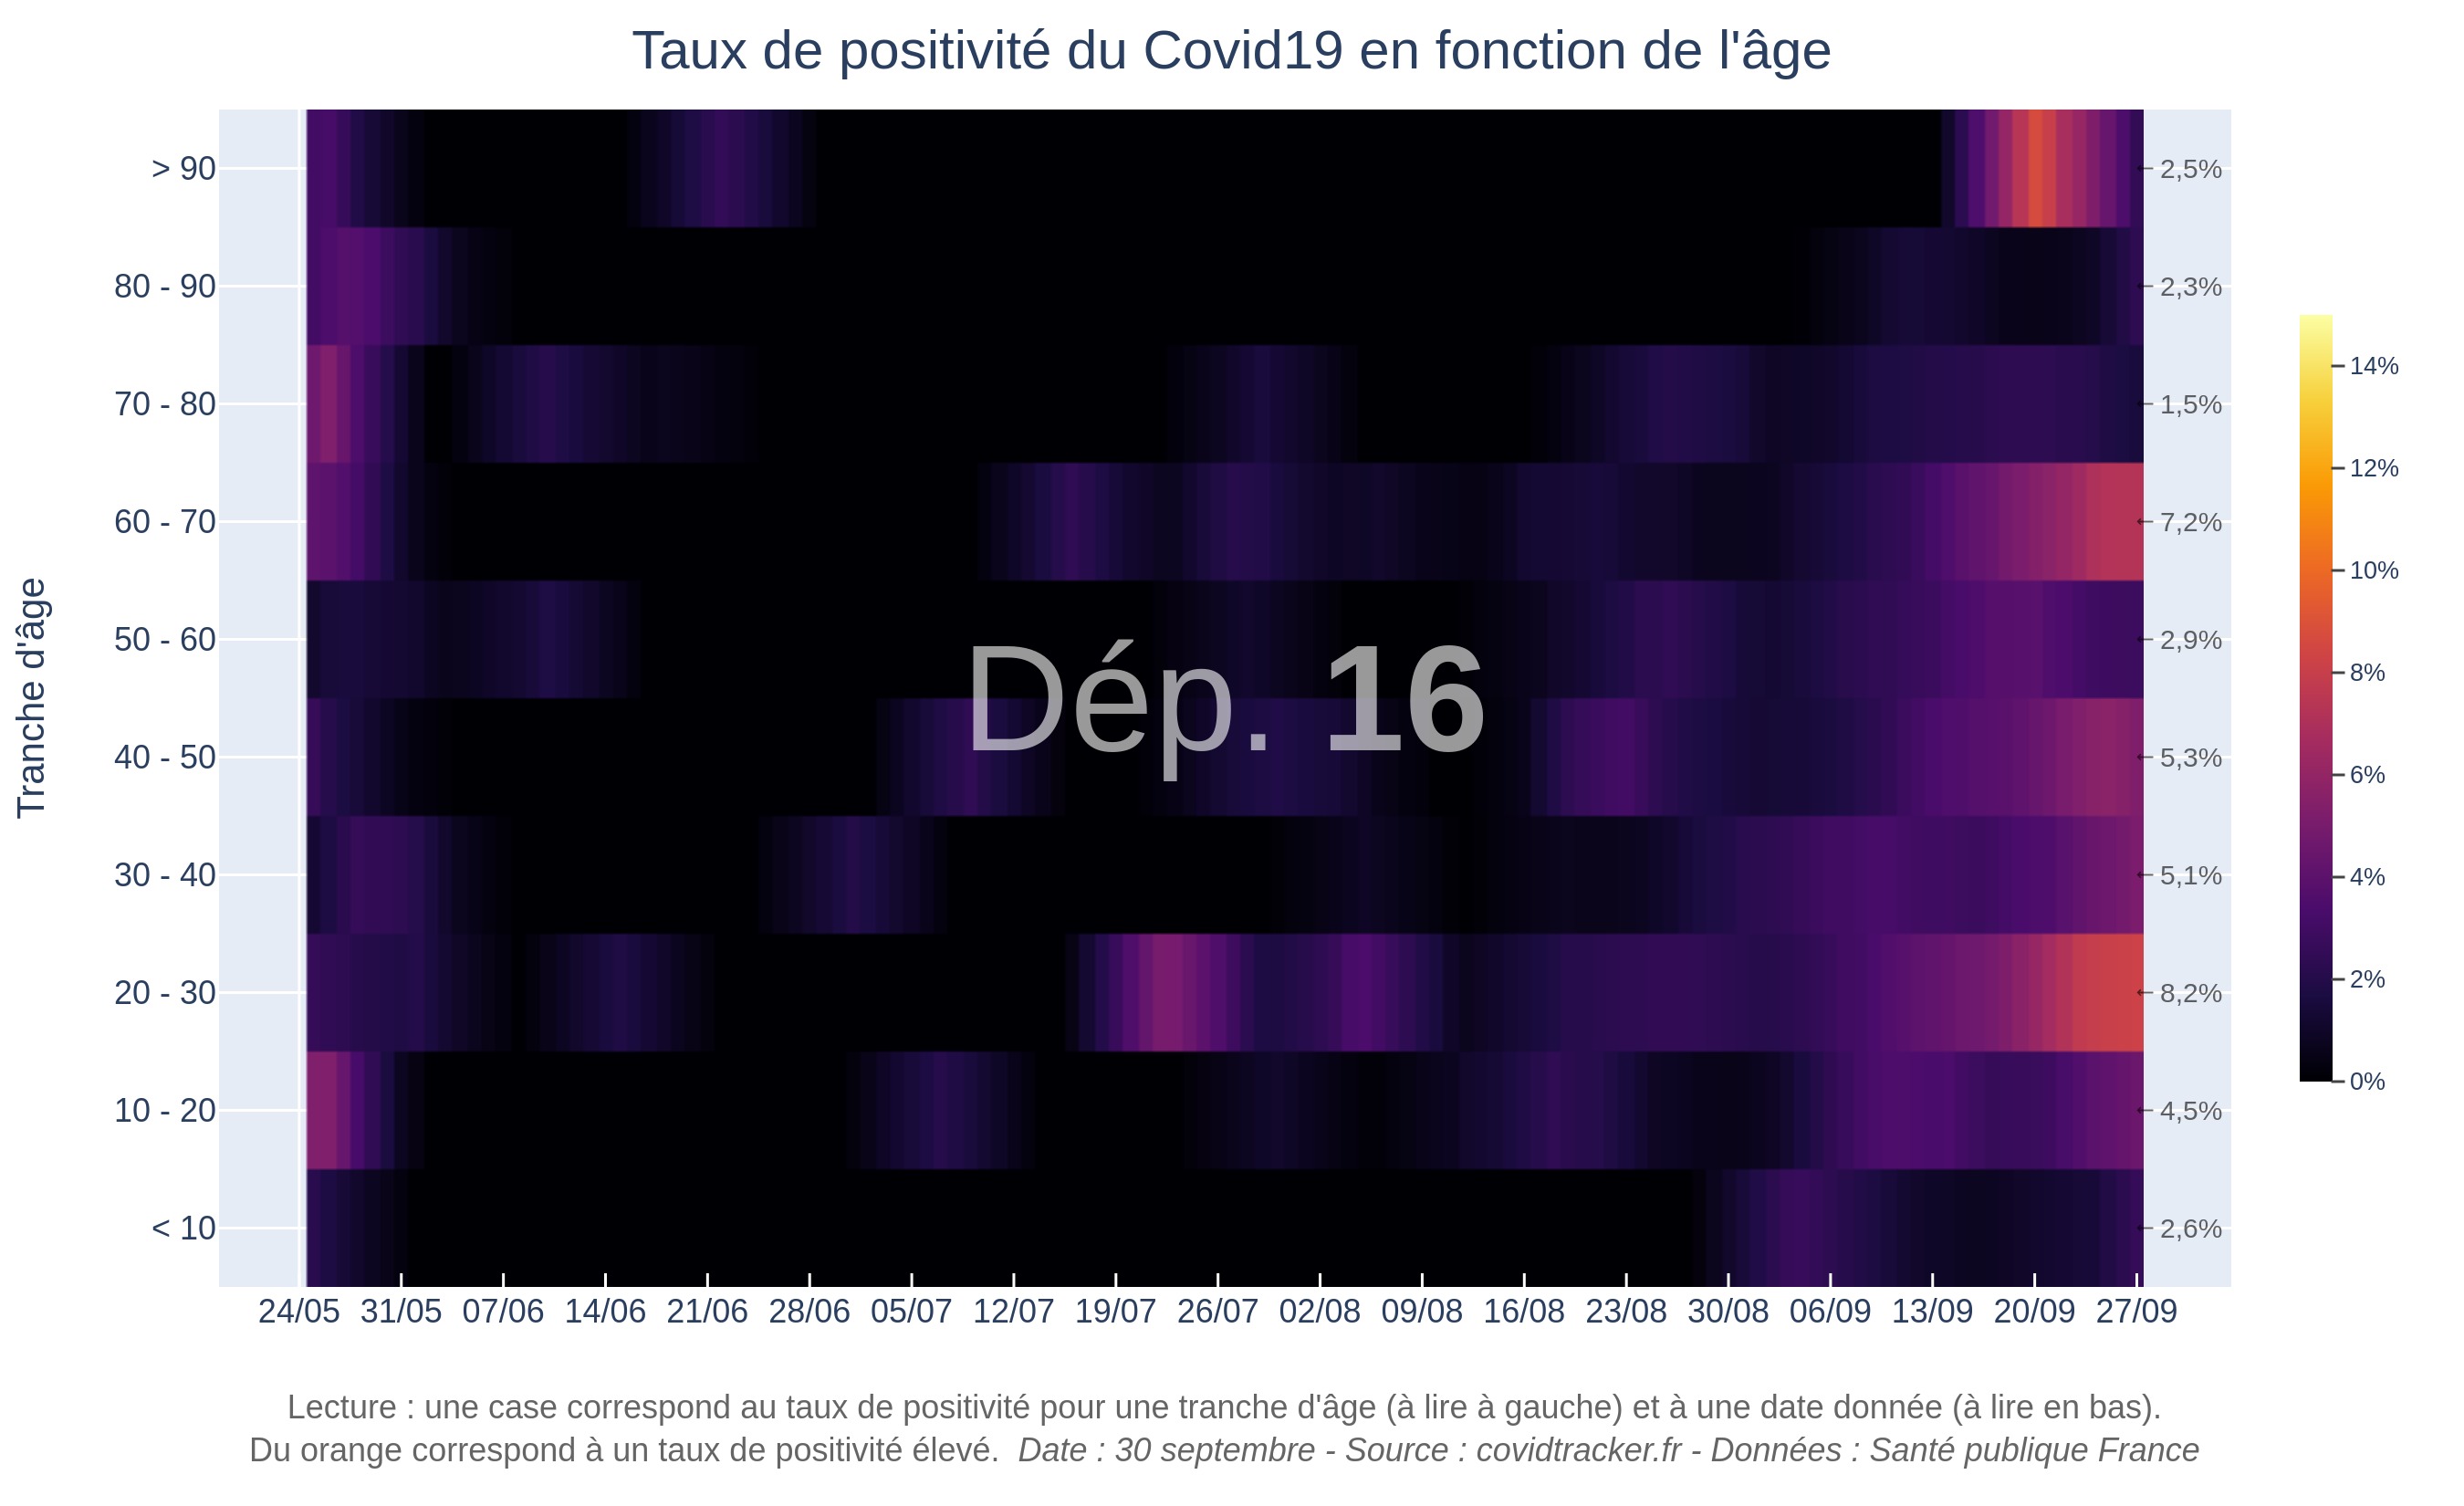 Taux de positivité du Covid19 en fonction de l'âge
Tranche d'âge
> 90
80 - 90
70 - 80
60 - 70
50 - 60
40 - 50
30 - 40
20 - 30
10 - 20
< 10
Dép. 16
2,5%
2,3%
1,5%
7,2%
2,9%
5,3%
5,1%
8,2%
4,5%
2,6%
14%
12%
10%
8%
6%
4%
2%
0%
24/05 31/05 07/06 14/06 21/06 28/06 05/07 12/07 19/07 26/07 02/08 09/08 16/08 23/08 30/08 06/09 13/09 20/09 27/09
Lecture : une case correspond au taux de positivité pour une tranche d'âge (à lire à gauche) et à une date donnée (à lire en bas).
Du orange correspond à un taux de positivité élevé. Date : 30 septembre - Source : covidtracker.fr - Données : Santé publique France